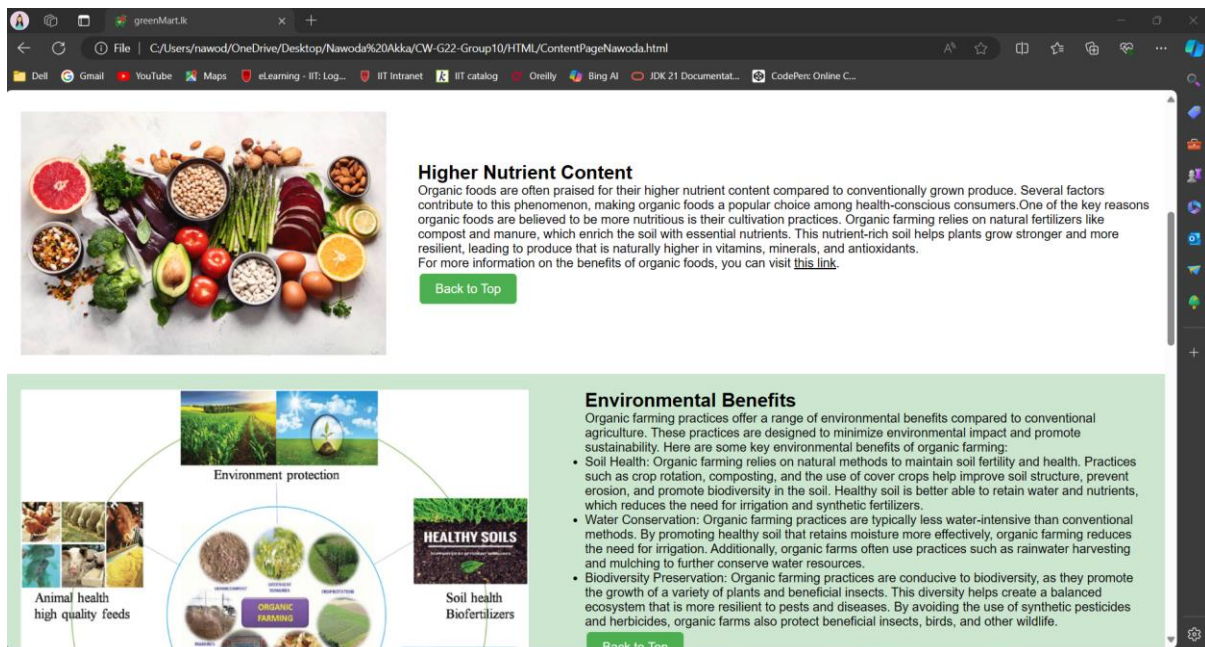 greenMart.lk
File
C:/Users/nawod/OneDrive/Desktop/Nawoda%20Akka/CW-G22-Group10/HTML/ContentPageNawoda.html
Dell
Gmail
YouTube
Maps
eLearning - IIT: Log...
IIT Intranet
IIT catalog
Oreilly
Bing AI
JDK 21 Documentat...
CodePen: Online C...
Higher Nutrient Content
Organic foods are often praised for their higher nutrient content compared to conventionally grown produce. Several factors
contribute to this phenomenon, making organic foods a popular choice among health-conscious consumers.One of the key reasons
organic foods are believed to be more nutritious is their cultivation practices. Organic farming relies on natural fertilizers like
compost and manure, which enrich the soil with essential nutrients. This nutrient-rich soil helps plants grow stronger and more
resilient, leading to produce that is naturally higher in vitamins, minerals, and antioxidants.
For more information on the benefits of organic foods, you can visit this link.
Back to Top
Environment protection
HEALTHY SOILS
Animal health
high quality feeds
Soil health
Biofertilizers
ORGANIC
FARMING
Environmental Benefits
Organic farming practices offer a range of environmental benefits compared to conventional
agriculture. These practices are designed to minimize environmental impact and promote
sustainability. Here are some key environmental benefits of organic farming:
• Soil Health: Organic farming relies on natural methods to maintain soil fertility and health. Practices
such as crop rotation, composting, and the use of cover crops help improve soil structure, prevent
erosion, and promote biodiversity in the soil. Healthy soil is better able to retain water and nutrients,
which reduces the need for irrigation and synthetic fertilizers.
• Water Conservation: Organic farming practices are typically less water-intensive than conventional
methods. By promoting healthy soil that retains moisture more effectively, organic farming reduces
the need for irrigation. Additionally, organic farms often use practices such as rainwater harvesting
and mulching to further conserve water resources.
• Biodiversity Preservation: Organic farming practices are conducive to biodiversity, as they promote
the growth of a variety of plants and beneficial insects. This diversity helps create a balanced
ecosystem that is more resilient to pests and diseases. By avoiding the use of synthetic pesticides
and herbicides, organic farms also protect beneficial insects, birds, and other wildlife.
Back to Top